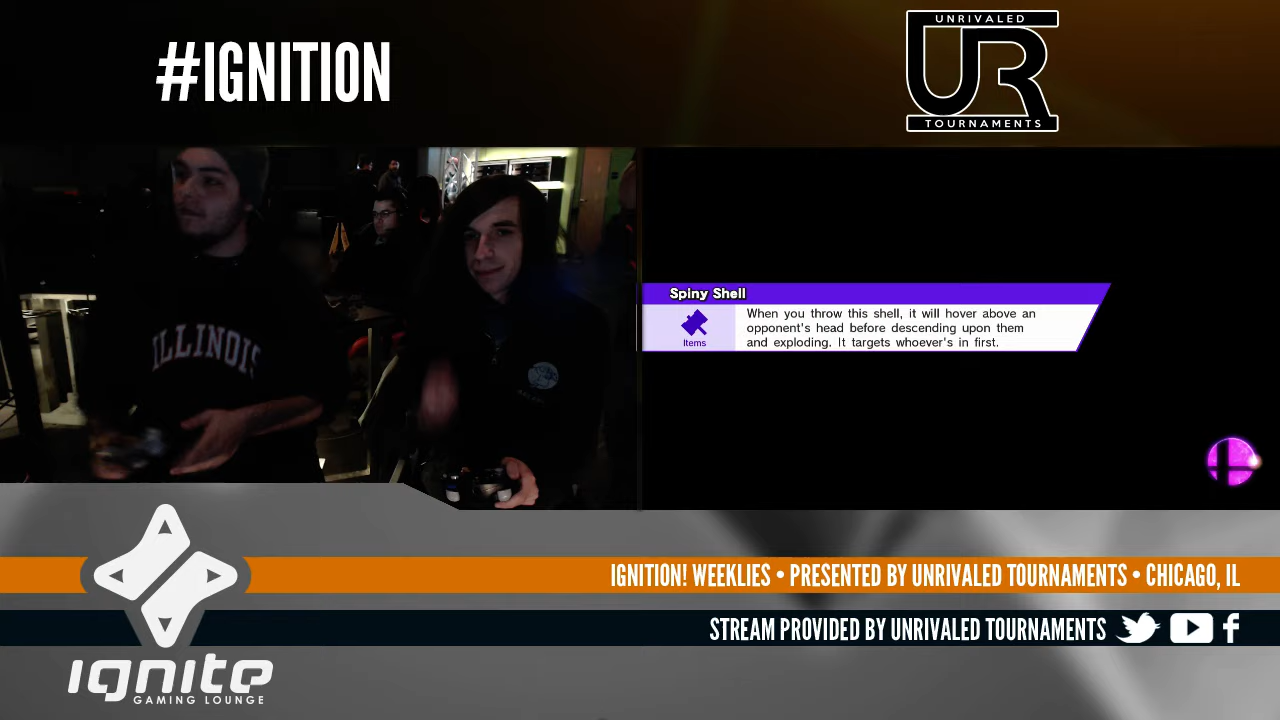 #IGNITION
UNRIVALED
UR
TOURNAMENTS
ILLINOIS
Spiny Shell
Items
When you throw this shell, it will hover above an
opponent's head before descending upon them
and exploding. It targets whoever's in first.
IGNITION! WEEKLIES • PRESENTED BY UNRIVALED TOURNAMENTS • CHICAGO, IL
STREAM PROVIDED BY UNRIVALED TOURNAMENTS
ignite
GAMING LOUNGE